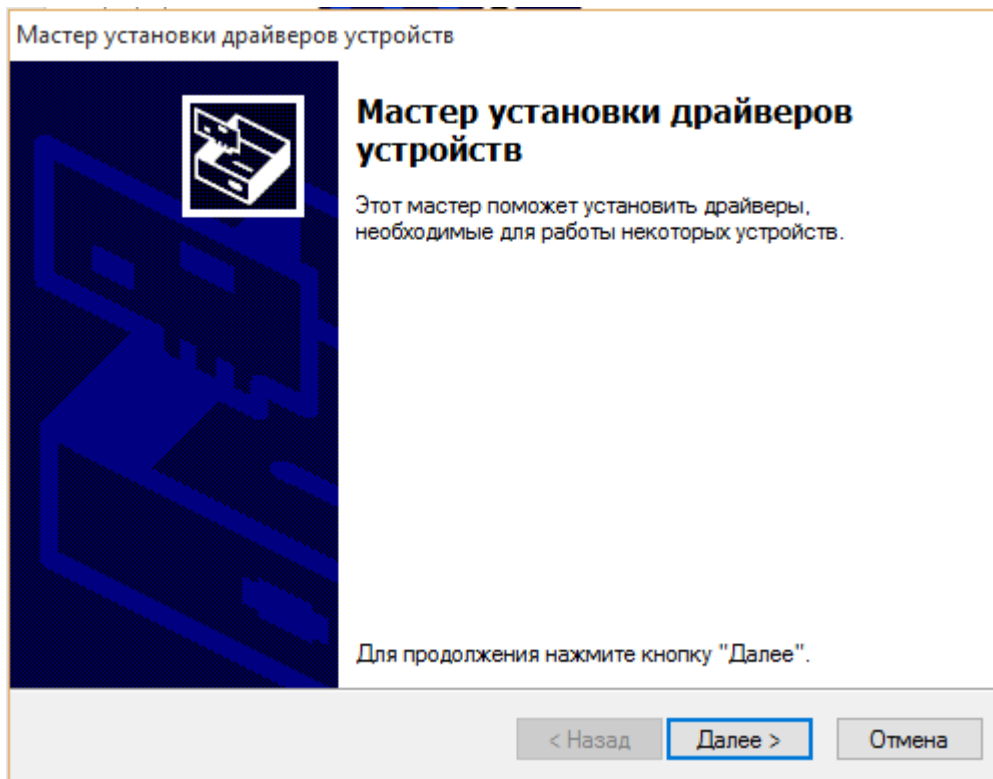 Мастер установки драйверов устройств
Мастер установки драйверов
устройств
Этот мастер поможет установить драйверы,
необходимые для работы некоторых устройств.
Для продолжения нажмите кнопку "Далее".
< Назад
Далее >
Отмена